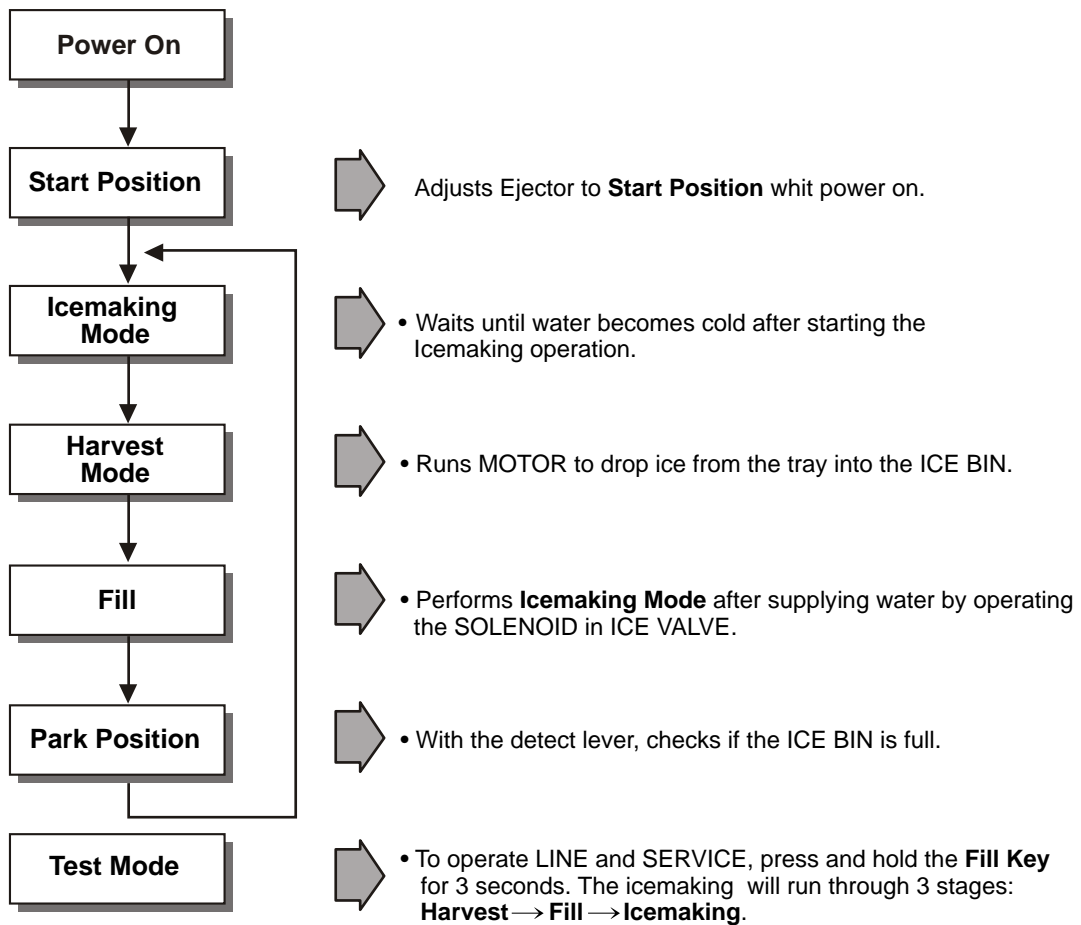 Power On
Start Position
Adjusts Ejector to Start Position whit power on.
Icemaking
Mode
• Waits until water becomes cold after starting the
Icemaking operation.
Harvest
Mode
• Runs MOTOR to drop ice from the tray into the ICE BIN.
Fill
• Performs Icemaking Mode after supplying water by operating
the SOLENOID in ICE VALVE.
Park Position
• With the detect lever, checks if the ICE BIN is full.
Test Mode
• To operate LINE and SERVICE, press and hold the Fill Key
for 3 seconds. The icemaking will run through 3 stages:
Harvest → Fill → Icemaking.